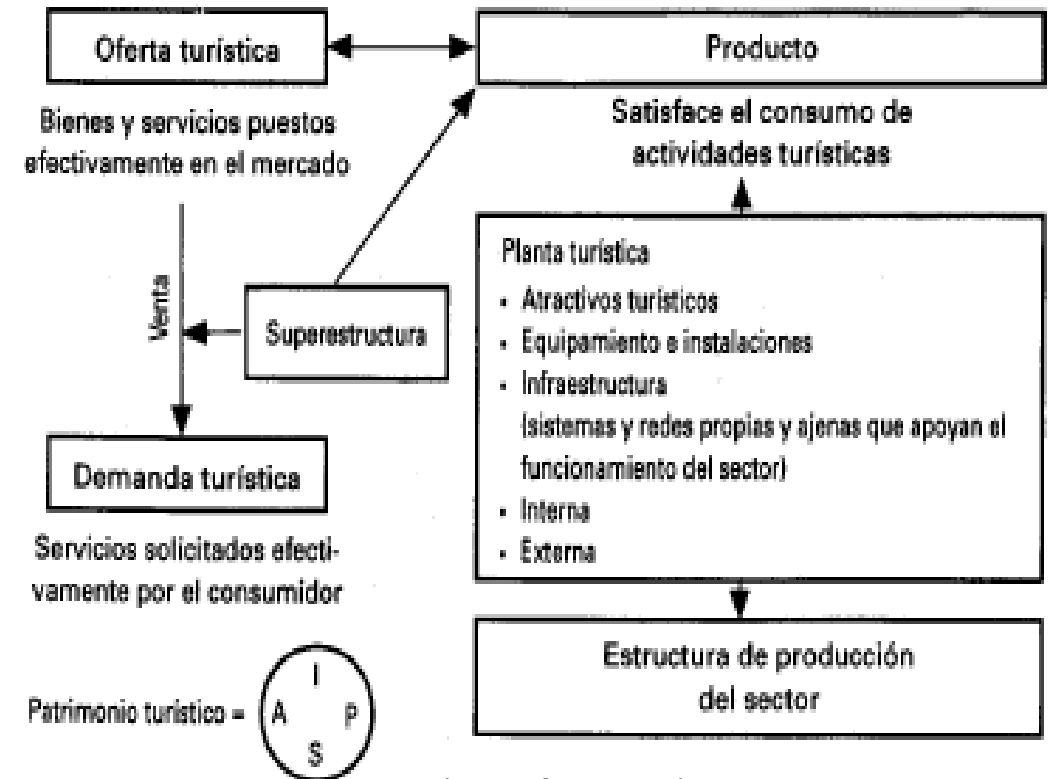 Oferta turística
Bienes y servicios puestos
efectivamente en el mercado
Venta
Superestructura
Demanda turística
Servicios solicitados efecti-
vamente por el consumidor
Patrimonio turístico =
I
A P
S
Producto
Satisface el consumo de
actividades turísticas
Planta turística
• Atractivos turísticos
• Equipamiento e instalaciones
• Infraestructura
(sistemas y redes propias y ajenas que apoyan el
funcionamiento del sector)
• Interna
• Externa
Estructura de producción
del sector